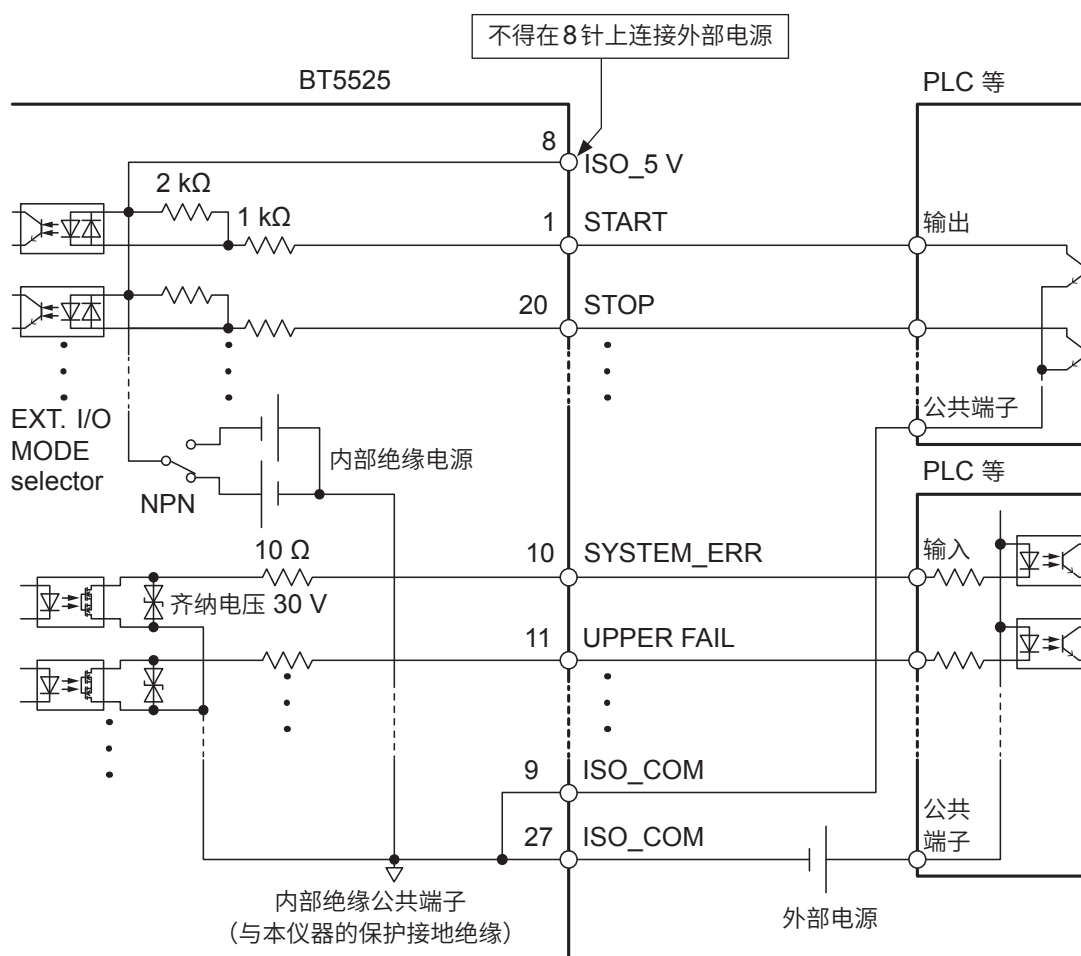 不得在8针上连接外部电源
BT5525
PLC 等
8
ISO_5 V
2 kΩ
1 kΩ
1
START
输出
20
STOP
公共端子
EXT. I/O
MODE
selector
NPN
内部绝缘电源
PLC 等
10 Ω
10
SYSTEM_ERR
输入
齐纳电压 30 V
11
UPPER FAIL
9
ISO_COM
27
ISO_COM
公共
端子
内部绝缘公共端子
（与本仪器的保护接地绝缘）
外部电源